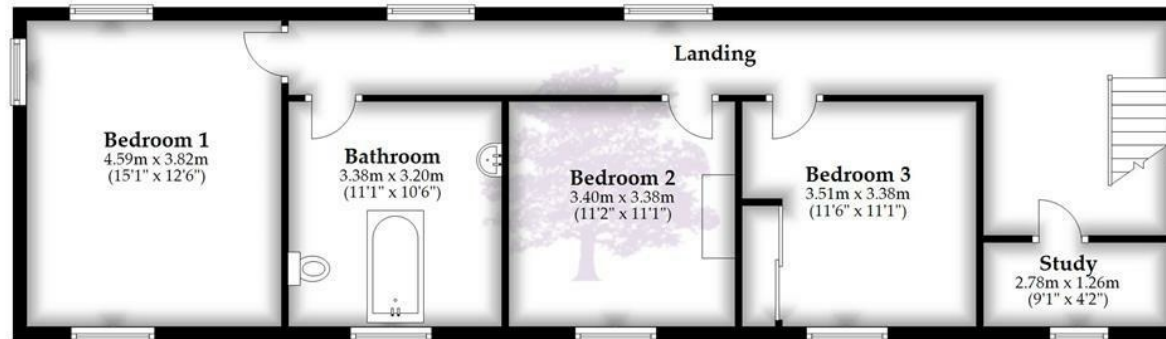 Landing
Bedroom 1
4.59m x 3.82m
(15'1" x 12'6")
Bathroom
3.38m x 3.20m
(11'1" x 10'6")
Bedroom 2
3.40m x 3.38m
(11'2" x 11'1")
Bedroom 3
3.51m x 3.38m
(11'6" x 11'1")
Study
2.78m x 1.26m
(9'1" x 4'2")